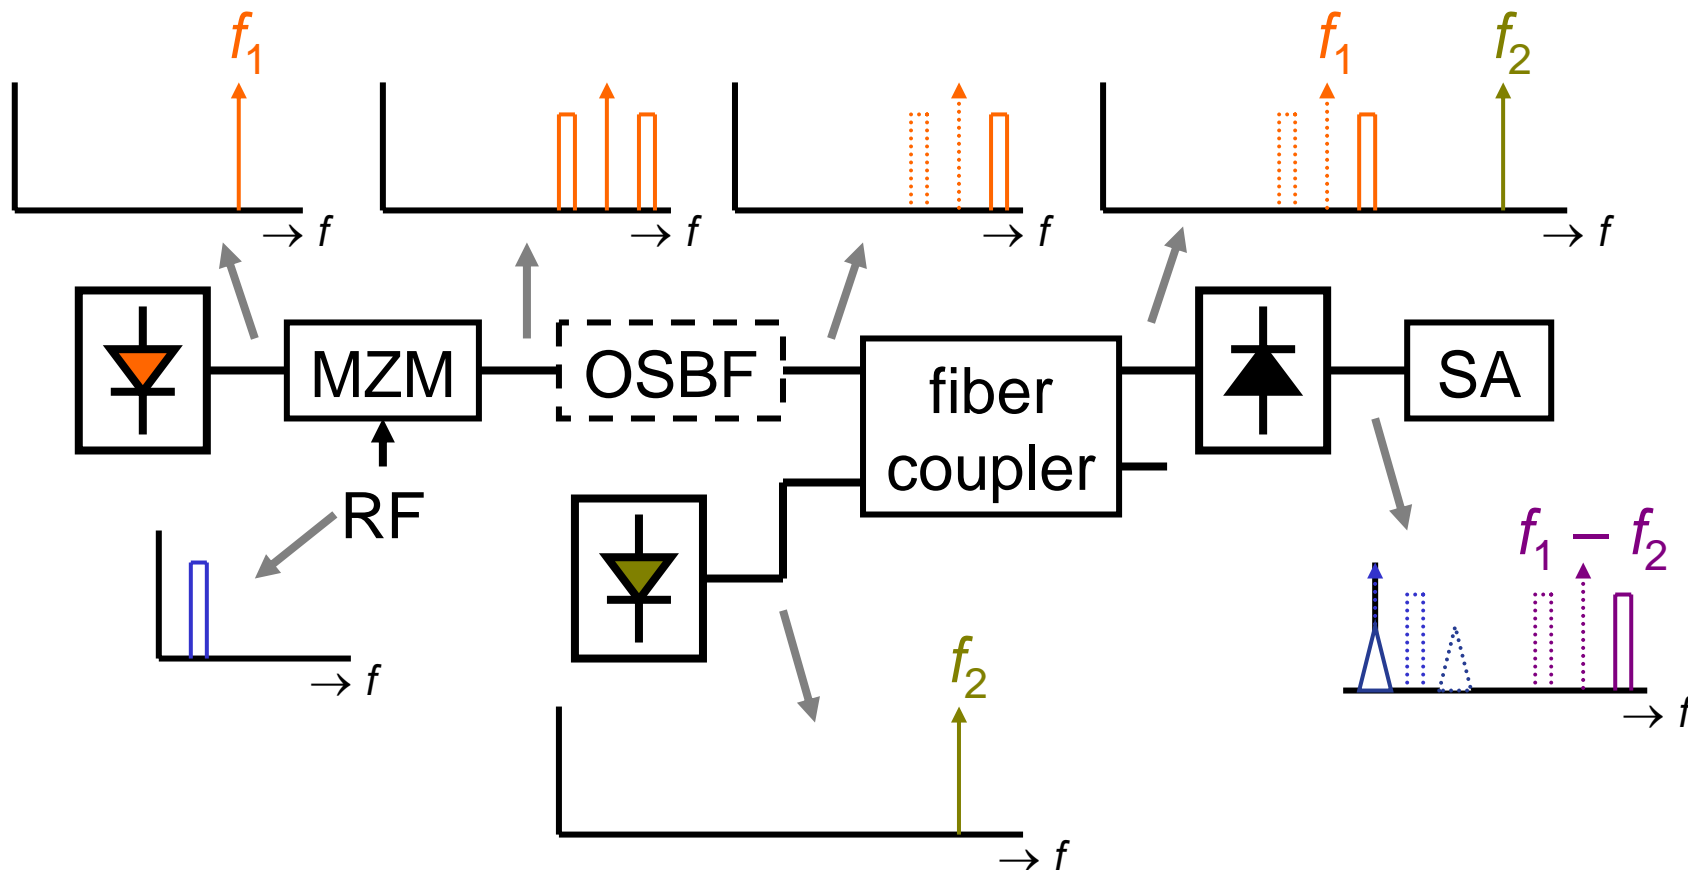 f1
f1
f2
→ f
→ f
→ f
→ f
MZM
OSBF
fiber
coupler
SA
RF
f1 – f2
→ f
f2
→ f
→ f